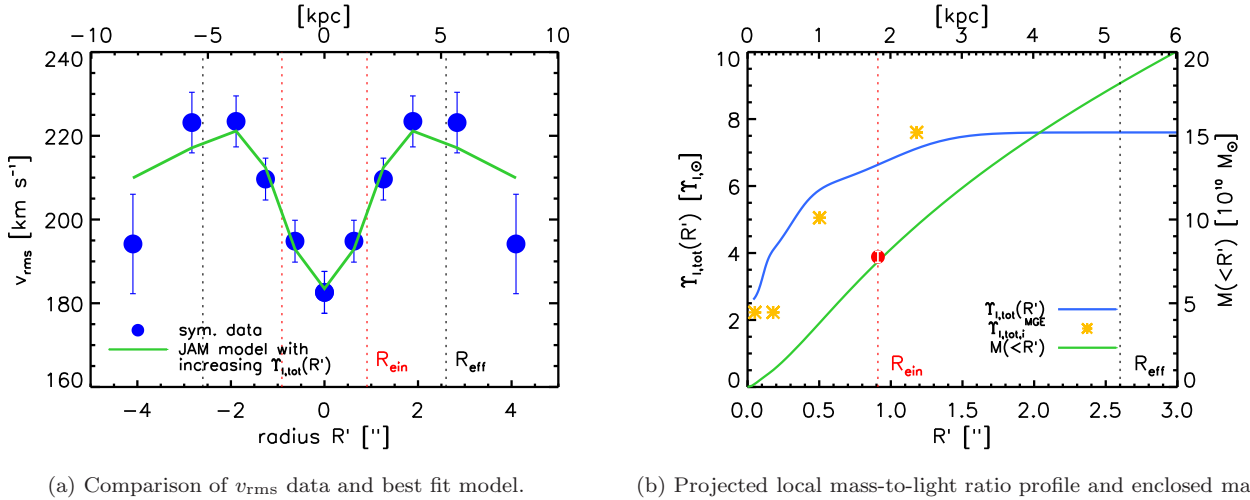 [kpc]
−10 −5 0 5 10
240
220
200
180
160
v_rms [km s⁻¹]
sym. data
JAM model with
increasing ϒ_I,tot(R')
R_ein
R_eff
−4 −2 0 2 4
radius R' ["]
(a) Comparison of v_rms data and best fit model.
[kpc]
0 1 2 3 4 5 6
10
8
6
4
2
0
ϒ_I,tot(R') [ϒ_I,⊙]
20
15
10
5
0
M(<R') [10¹⁰ M_⊙]
ϒ_I,tot(R')
ϒ_I,tot,i^MGE
M(<R')
R_ein
R_eff
0.0 0.5 1.0 1.5 2.0 2.5 3.0
R' ["]
(b) Projected local mass-to-light ratio profile and enclosed ma